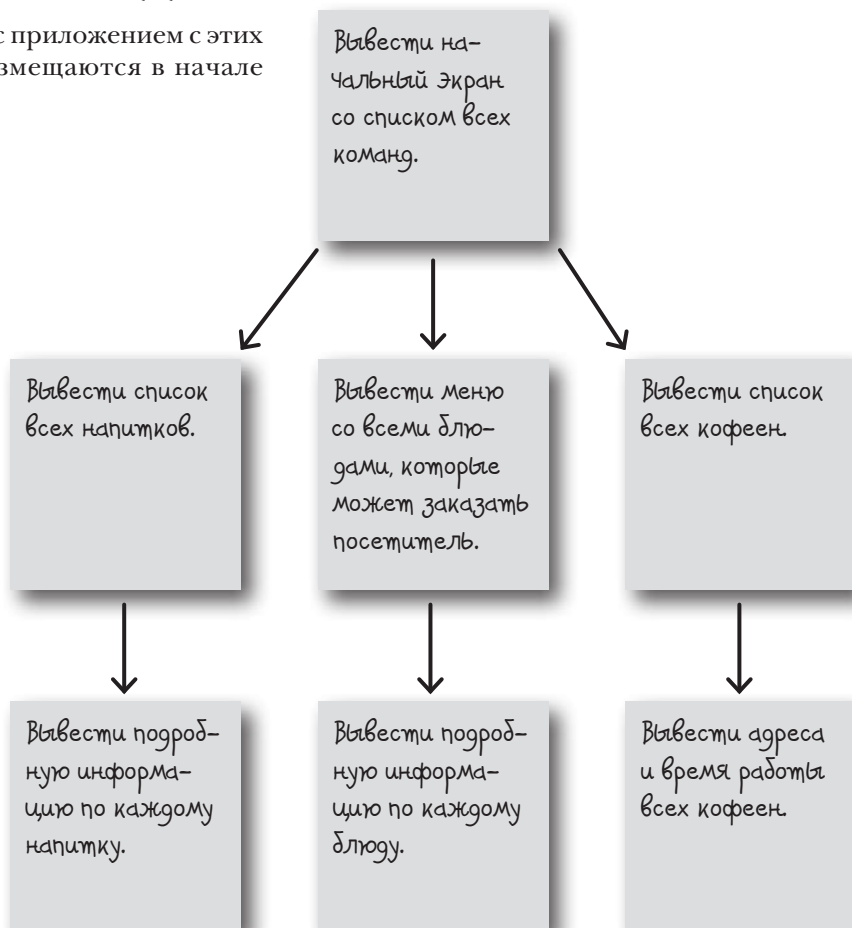 с приложением с этих
змещаются в начале
Вывести на-
чальный экран
со списком всех
команд.
Вывести список
всех напитков.
Вывести меню
со всеми блю-
дами, которые
может заказать
посетитель.
Вывести список
всех кофеен.
Вывести подроб-
ную информа-
цию по каждому
напитку.
Вывести подроб-
ную информа-
цию по каждому
блюду.
Вывести адреса
и время работы
всех кофеен.